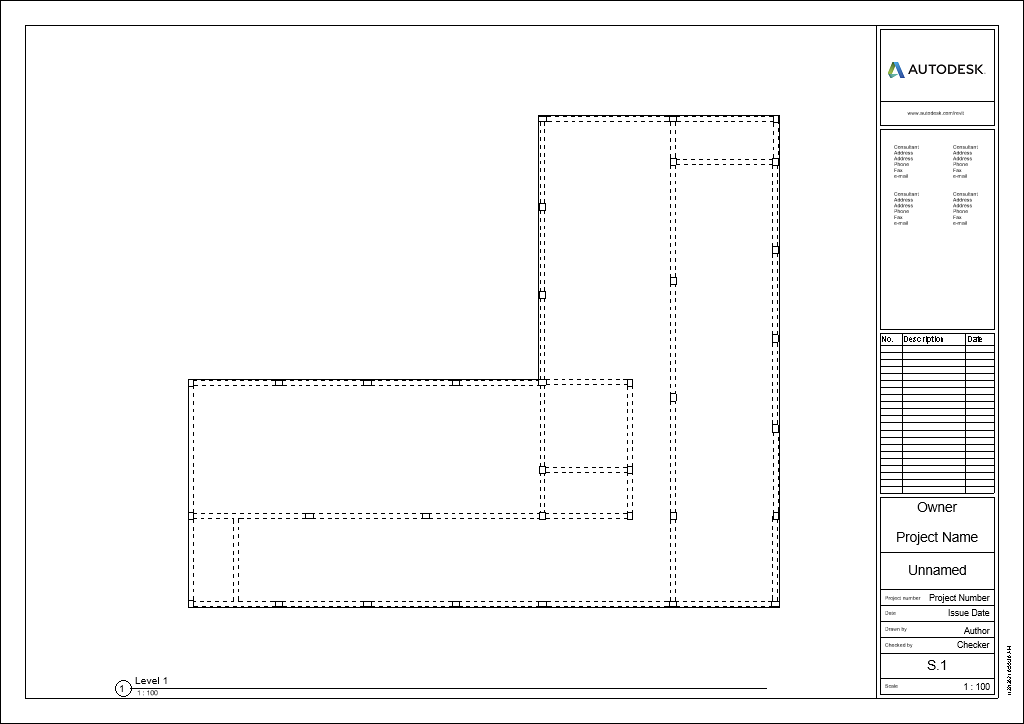 AUTODESK.
www.autodesk.com/revit
Consultant
Address
Address
Phone
Fax
e-mail
Consultant
Address
Address
Phone
Fax
e-mail
Consultant
Address
Address
Phone
Fax
e-mail
Consultant
Address
Address
Phone
Fax
e-mail
No. Description Date
Owner
Project Name
Unnamed
Project number Project Number
Date Issue Date
Drawn by Author
Checked by Checker
S.1
Scale 1 : 100
1 Level 1
1 : 100